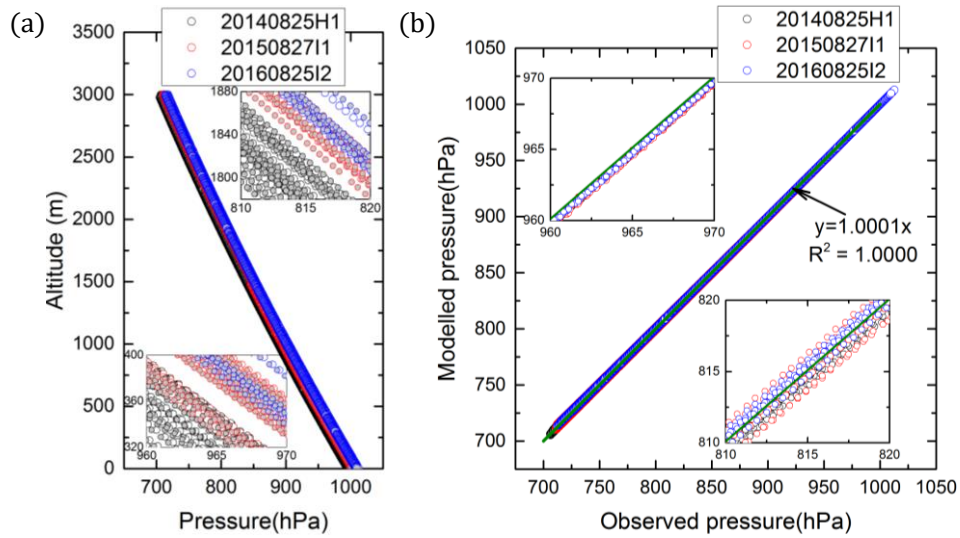 (a)
20140825H1
20150827I1
20160825I2
3500
3000
2500
2000
1500
1000
500
0
Altitude (m)
700 800 900 1000
Pressure(hPa)
1880
1840
1800
810 815 820
400
360
320
960 965 970
(b)
20140825H1
20150827I1
20160825I2
1050
1000
950
900
850
800
750
700
Modelled pressure(hPa)
700 750 800 850 900 950 1000 1050
Observed pressure(hPa)
970
965
960
960 965 970
y=1.0001x
R² = 1.0000
820
815
810
810 815 820